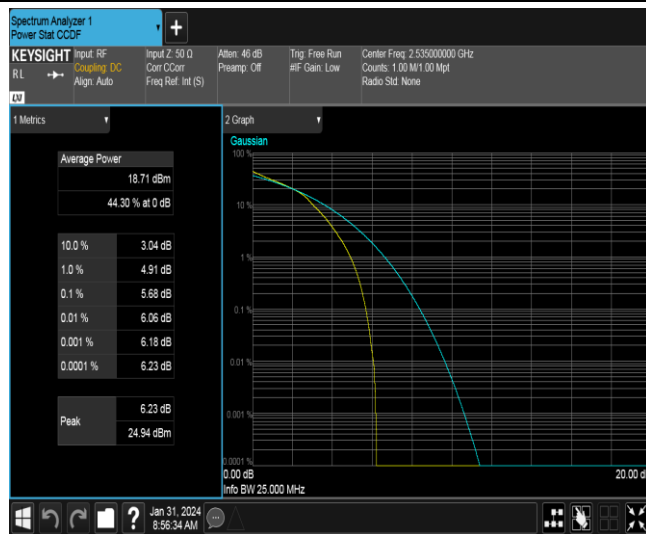 Spectrum Analyzer 1
Power Stat CCDF
+
KEYSIGHT
RL
LXI
Input: RF
Coupling: DC
Align: Auto
Input Z: 50 Ω
Corr CCorr
Freq Ref: Int (S)
Atten: 46 dB
Preamp: Off
Trig: Free Run
#IF Gain: Low
Center Freq: 2.535000000 GHz
Counts: 1.00 M/1.00 Mpt
Radio Std: None
1 Metrics
Average Power
18.71 dBm
44.30 % at 0 dB
10.0 % 3.04 dB
1.0 % 4.91 dB
0.1 % 5.68 dB
0.01 % 6.06 dB
0.001 % 6.18 dB
0.0001 % 6.23 dB
Peak
6.23 dB
24.94 dBm
2 Graph
Gaussian
100 %
10 %
1 %
0.1 %
0.01 %
0.001 %
0.0001 %
0.00 dB
20.00 d
Info BW 25.000 MHz
?
Jan 31, 2024
8:56:34 AM